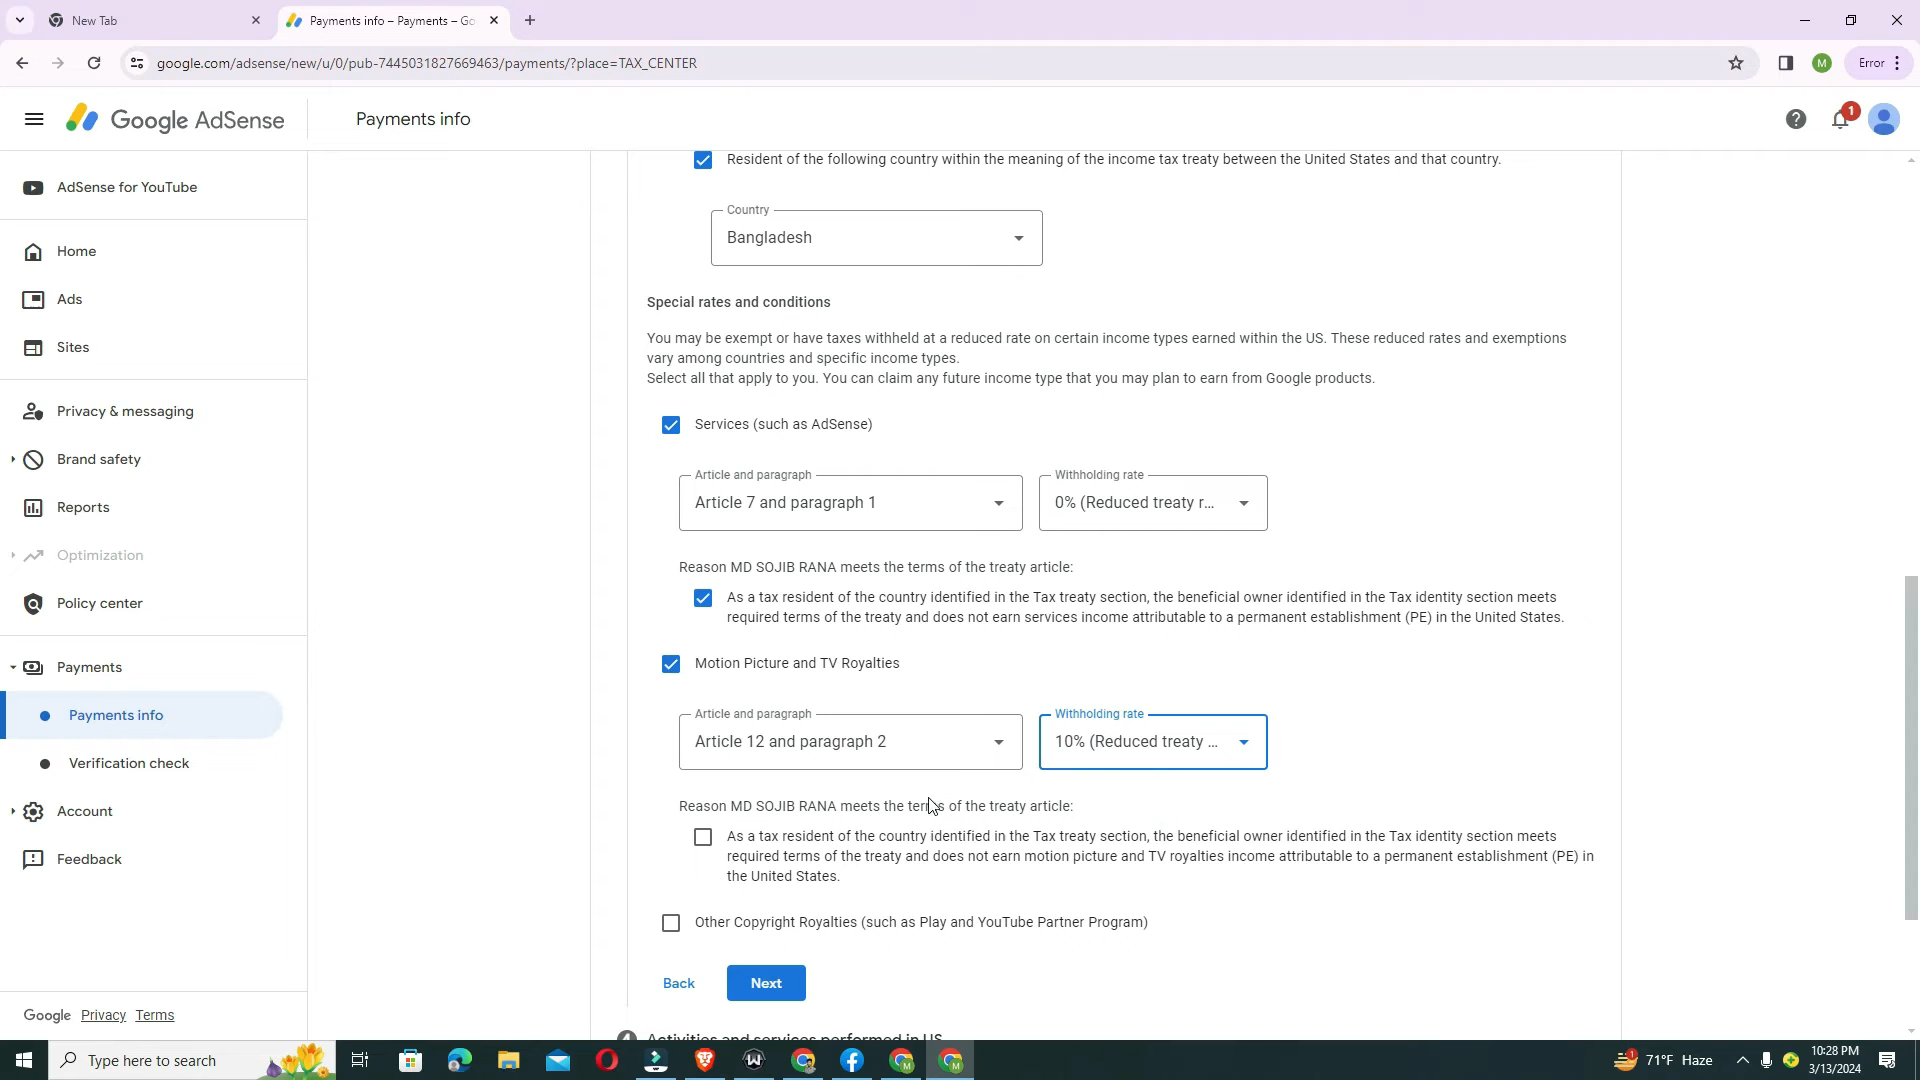 New Tab
Payments info – Payments – Go
google.com/adsense/new/u/0/pub-7445031827669463/payments/?place=TAX_CENTER
M
Error
Google AdSense
Payments info
1
AdSense for YouTube
Home
Ads
Sites
Privacy & messaging
Brand safety
Reports
Optimization
Policy center
Payments
Payments info
Verification check
Account
Feedback
Google Privacy Terms
Resident of the following country within the meaning of the income tax treaty between the United States and that country.
Country
Bangladesh
Special rates and conditions
You may be exempt or have taxes withheld at a reduced rate on certain income types earned within the US. These reduced rates and exemptions
vary among countries and specific income types.
Select all that apply to you. You can claim any future income type that you may plan to earn from Google products.
Services (such as AdSense)
Article and paragraph
Article 7 and paragraph 1
Withholding rate
0% (Reduced treaty r...
Reason MD SOJIB RANA meets the terms of the treaty article:
As a tax resident of the country identified in the Tax treaty section, the beneficial owner identified in the Tax identity section meets
required terms of the treaty and does not earn services income attributable to a permanent establishment (PE) in the United States.
Motion Picture and TV Royalties
Article and paragraph
Article 12 and paragraph 2
Withholding rate
10% (Reduced treaty ...
Reason MD SOJIB RANA meets the terms of the treaty article:
As a tax resident of the country identified in the Tax treaty section, the beneficial owner identified in the Tax identity section meets
required terms of the treaty and does not earn motion picture and TV royalties income attributable to a permanent establishment (PE) in
the United States.
Other Copyright Royalties (such as Play and YouTube Partner Program)
Back
Next
4 Activities and services performed in US
Type here to search
71°F Haze
10:28 PM
3/13/2024